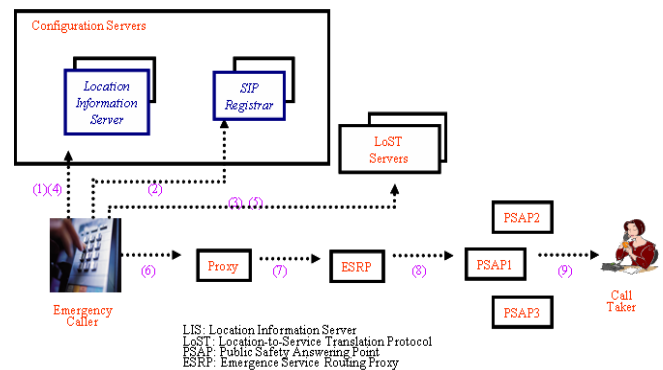 Configuration Servers
Location
Information
Server
SIP
Registrar
LoST
Servers
(1)(4)
(2)
(3) (5)
PSAP2
(6)
Proxy
(7)
ESRP
(8)
PSAP1
(9)
Emergency
Caller
PSAP3
Call
Taker
LIS: Location Information Server
LoST: Location-to-Service Translation Protocol
PSAP: Public Safety Answering Point
ESRP: Emergence Service Routing Proxy